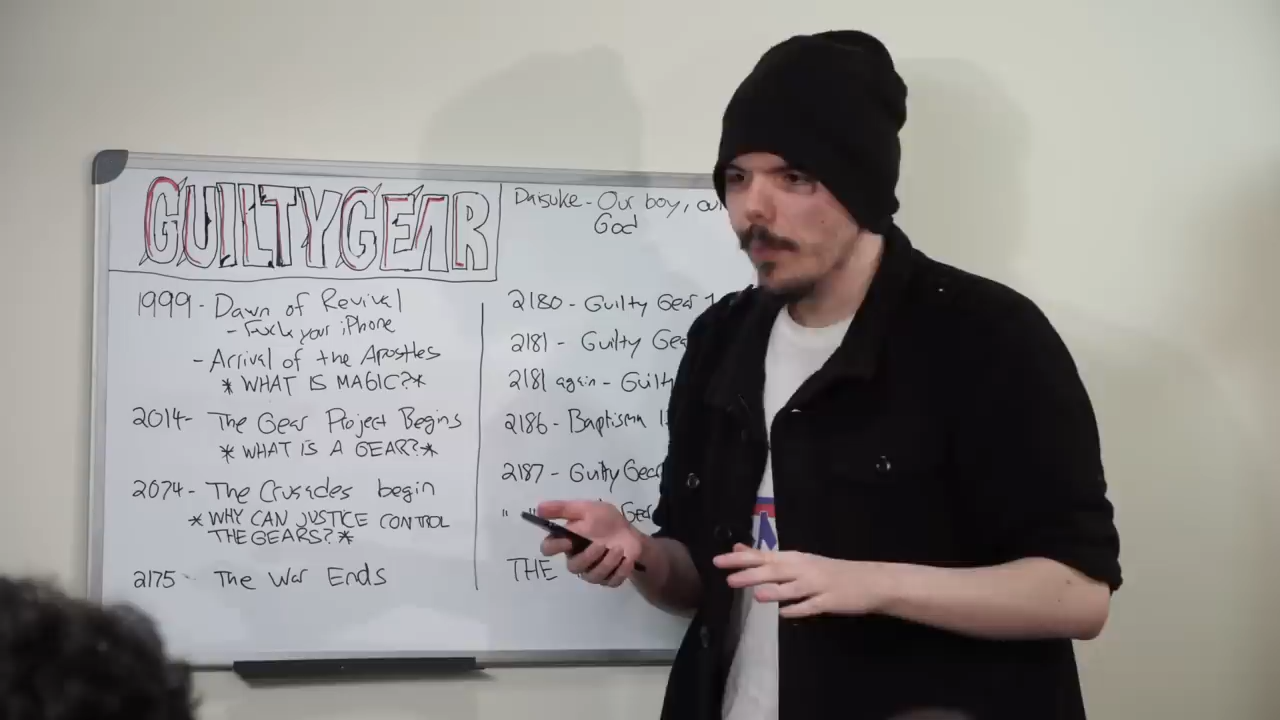 GUILTY GEAR
1999 - Dawn of Revival
- Fuck your iPhone
- Arrival of the Apostles
* WHAT IS MAGIC? *
2014 - The Gear Project Begins
* WHAT IS A GEAR? *
2074 - The Crusades begin
* WHY CAN JUSTICE CONTROL
THE GEARS? *
2175 - The War Ends
Daisuke - Our boy, our
God
2180 - Guilty Gear
2181 - Guilty
2181 again -
2186 - Baptisma
2187 - Guilty Gear
" "
THE